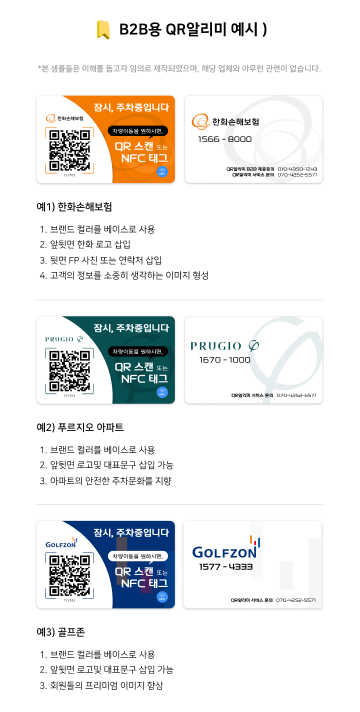 B2B용 QR알리미 예시 )
*본 샘플들은 이해를 돕고자 임의로 제작되었으며, 해당 업체와 아무런 관련이 없습니다.
잠시, 주차중입니다
한화손해보험
차량이동을 원하시면,
QR 스캔 또는
NFC 태그
한화손해보험
1566 - 8000
QR알리미 B2B 제휴문의 010-4350-1243
QR알리미 서비스 문의 070-4252-5571
예1) 한화손해보험
1. 브랜드 컬러를 베이스로 사용
2. 앞뒷면 한화 로고 삽입
3. 뒷면 FP 사진 또는 연락처 삽입
4. 고객의 정보를 소중히 생각하는 이미지 형성
잠시, 주차중입니다
PRUGIO
차량이동을 원하시면,
QR 스캔 또는
NFC 태그
PRUGIO
1670 - 1000
QR알리미 서비스 문의 070-4252-5571
예2) 푸르지오 아파트
1. 브랜드 컬러를 베이스로 사용
2. 앞뒷면 로고및 대표문구 삽입 가능
3. 아파트의 안전한 주차문화를 지향
잠시, 주차중입니다
GOLFZON
차량이동을 원하시면,
QR 스캔 또는
NFC 태그
GOLFZON
1577 - 4333
QR알리미 서비스 문의 070-4252-5571
예3) 골프존
1. 브랜드 컬러를 베이스로 사용
2. 앞뒷면 로고및 대표문구 삽입 가능
3. 회원들의 프리미엄 이미지 향상